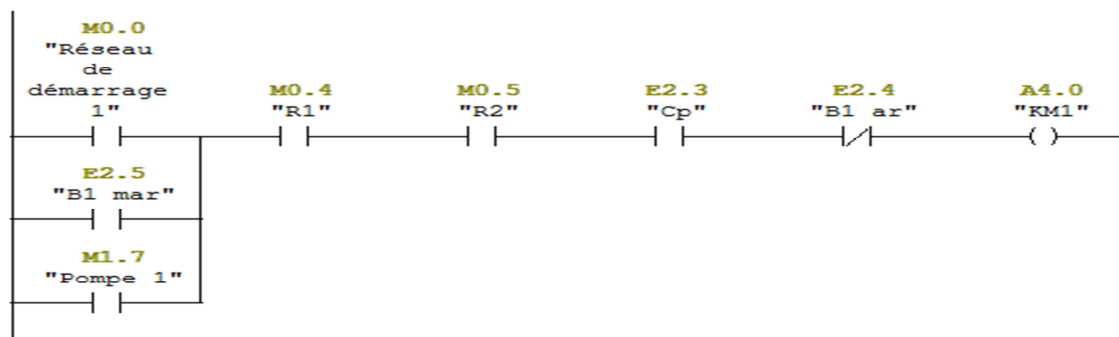 M0.0
"Réseau
de
démarrage
1"
M0.4
"R1"
M0.5
"R2"
E2.3
"Cp"
E2.4
"B1 ar"
A4.0
"KM1"
E2.5
"B1 mar"
M1.7
"Pompe 1"